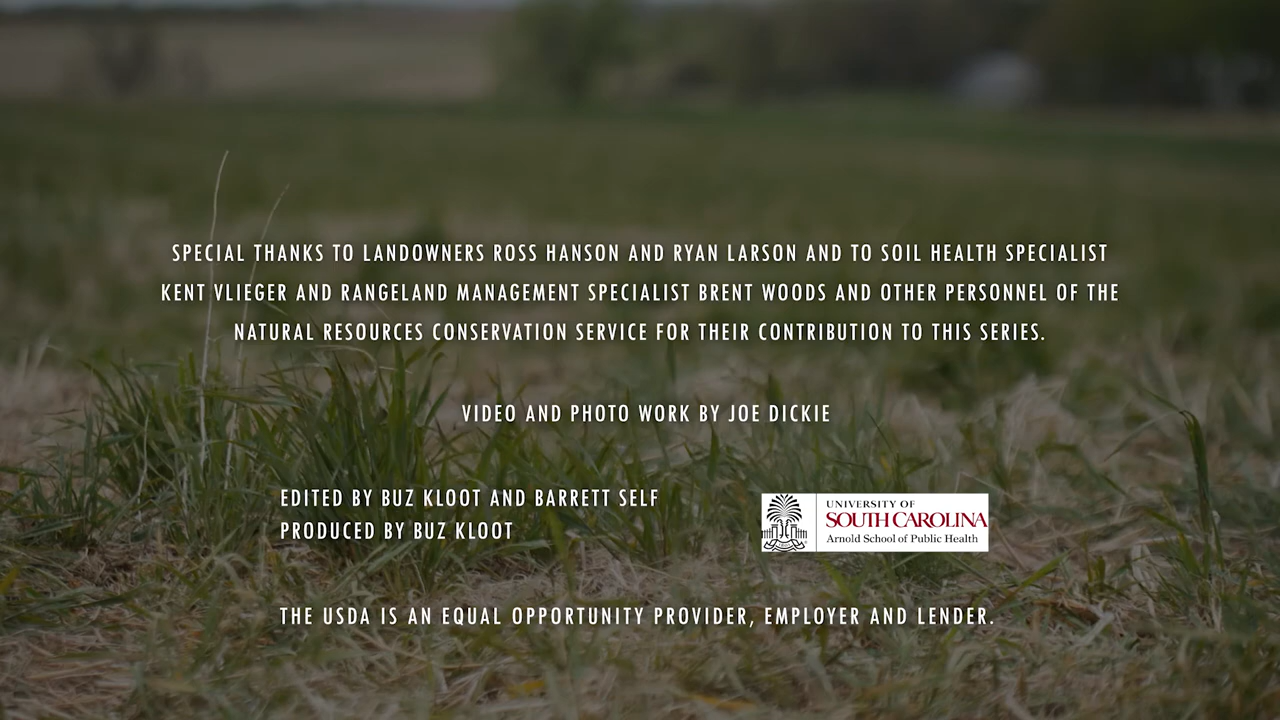 SPECIAL THANKS TO LANDOWNERS ROSS HANSON AND RYAN LARSON AND TO SOIL HEALTH SPECIALIST
KENT VLIEGER AND RANGELAND MANAGEMENT SPECIALIST BRENT WOODS AND OTHER PERSONNEL OF THE
NATURAL RESOURCES CONSERVATION SERVICE FOR THEIR CONTRIBUTION TO THIS SERIES.
VIDEO AND PHOTO WORK BY JOE DICKIE
EDITED BY BUZ KLOOT AND BARRETT SELF
PRODUCED BY BUZ KLOOT
UNIVERSITY OF
SOUTH CAROLINA
Arnold School of Public Health
THE USDA IS AN EQUAL OPPORTUNITY PROVIDER, EMPLOYER AND LENDER.